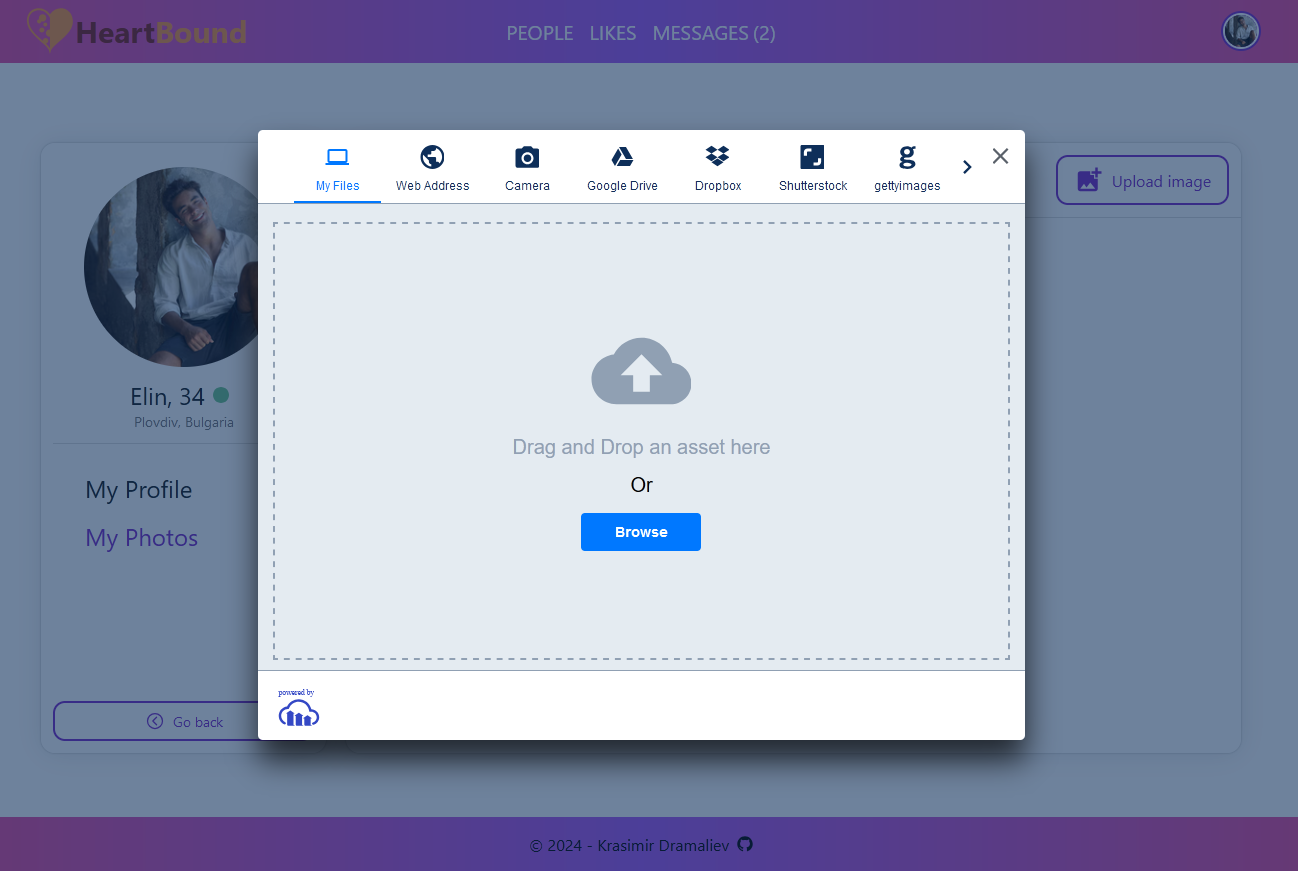 HeartBound
PEOPLE LIKES MESSAGES (2)
My Files
Web Address
Camera
Google Drive
Dropbox
Shutterstock
gettyimages
Upload image
Drag and Drop an asset here
Or
Browse
Elin, 34
Plovdiv, Bulgaria
My Profile
My Photos
Go back
powered by
© 2024 - Krasimir Dramaliev